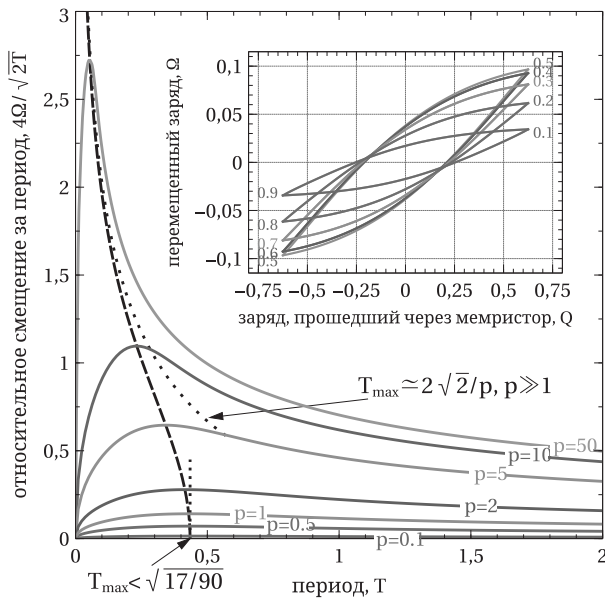 относительное смещение за период, 4Ω/√2T
3
2,5
2
1,5
1
0,5
0
0
0,5
1
1,5
2
период, T
перемещенный заряд, Ω
0,1
0,05
0
−0,05
−0,1
−0,75
−0,5
−0,25
0
0,25
0,5
0,75
заряд, прошедший через мемристор, Q
0.5
0.4
0.3
0.2
0.1
0.9
0.8
0.7
0.6
0.5
T max ≃ 2 √2/p, p≫1
p=50
p=10
p=5
p=2
p=1
p=0.5
p=0.1
T max < √17/90